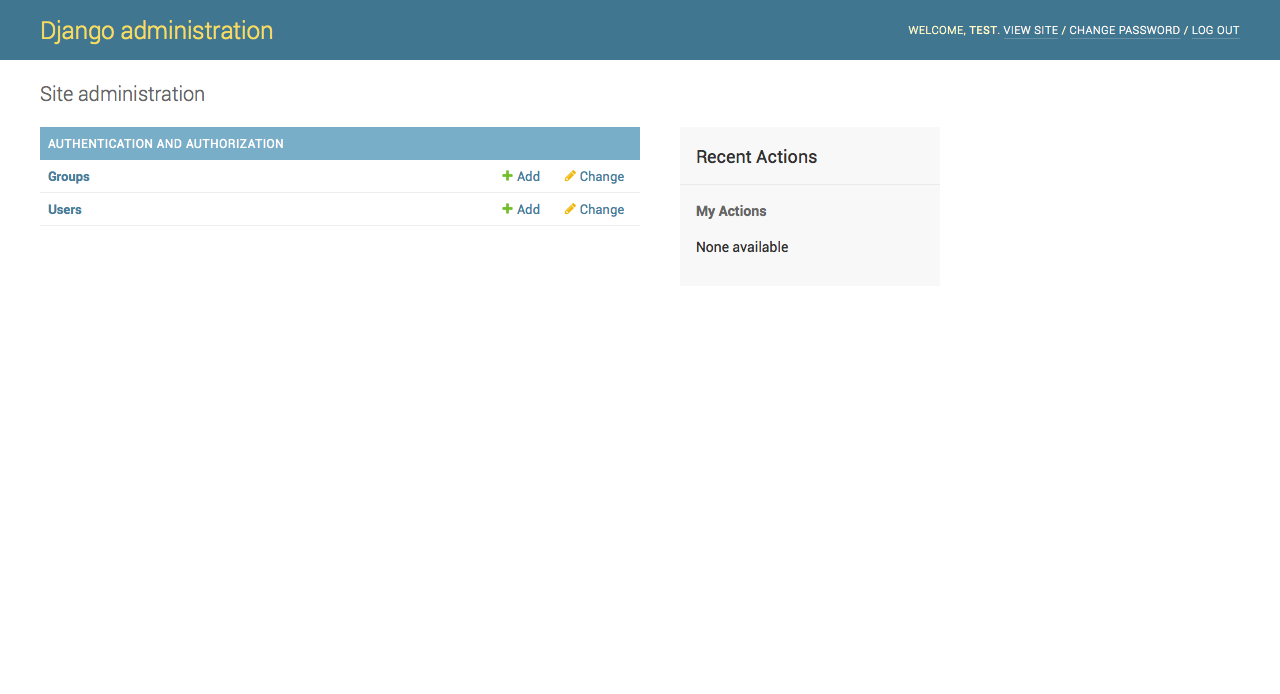 Django administration
WELCOME, TEST. VIEW SITE / CHANGE PASSWORD / LOG OUT
Site administration
AUTHENTICATION AND AUTHORIZATION
Groups Add Change
Users Add Change
Recent Actions
My Actions
None available